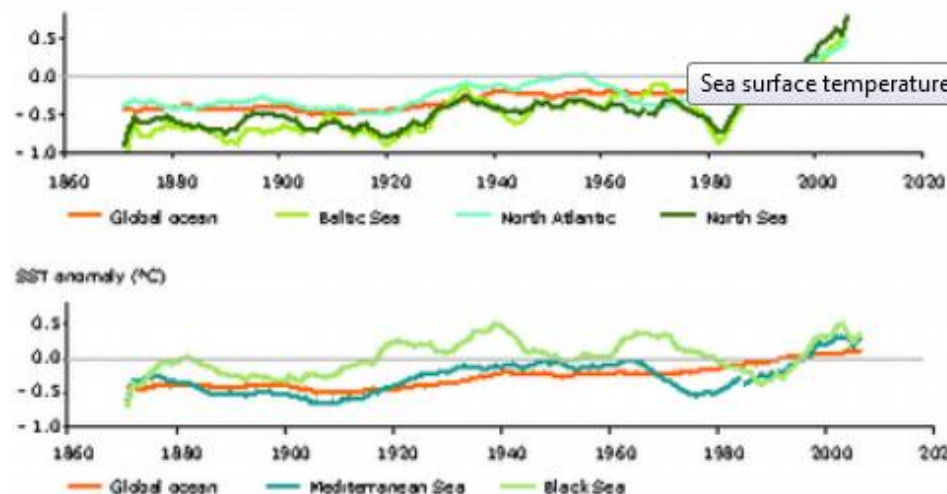 0.5
0.0
Sea surface temperature
- 0.5
- 1.0
1860 1880 1900 1920 1940 1960 1980 2000 2020
Global ocean Baltic Sea North Atlantic North Sea
SST anomaly (°C)
0.5
0.0
- 0.5
- 1.0
1860 1880 1900 1920 1940 1960 1980 2000 202
Global ocean Mediterranean Sea Black Sea